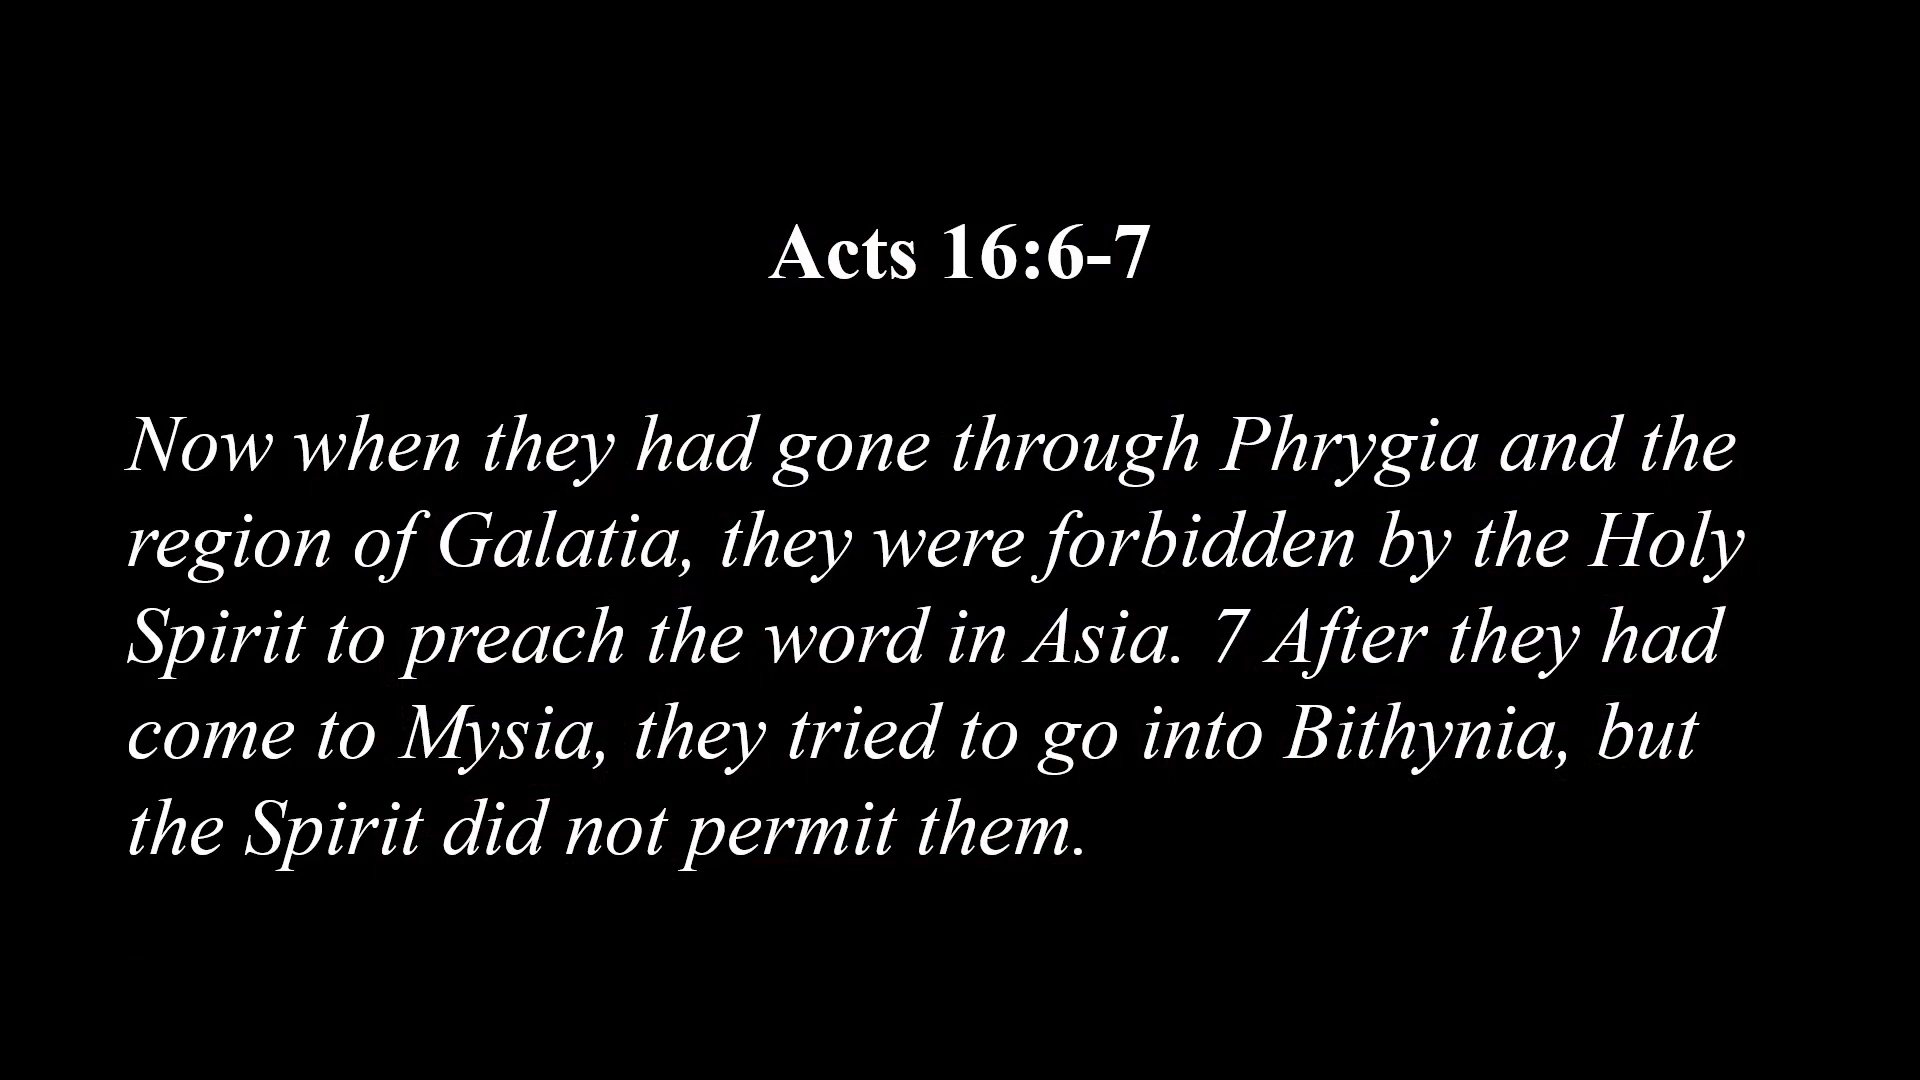 Acts 16:6-7
Now when they had gone through Phrygia and the
region of Galatia, they were forbidden by the Holy
Spirit to preach the word in Asia. 7 After they had
come to Mysia, they tried to go into Bithynia, but
the Spirit did not permit them.